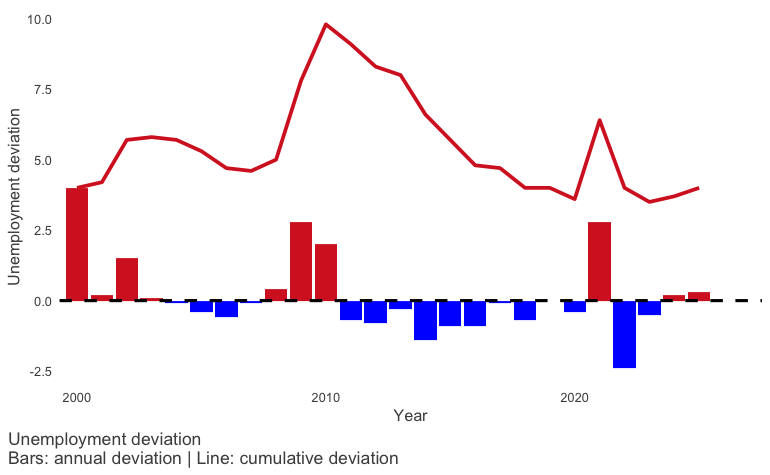 10.0
7.5
5.0
2.5
0.0
-2.5
Unemployment deviation
2000
2010
2020
Year
Unemployment deviation
Bars: annual deviation | Line: cumulative deviation